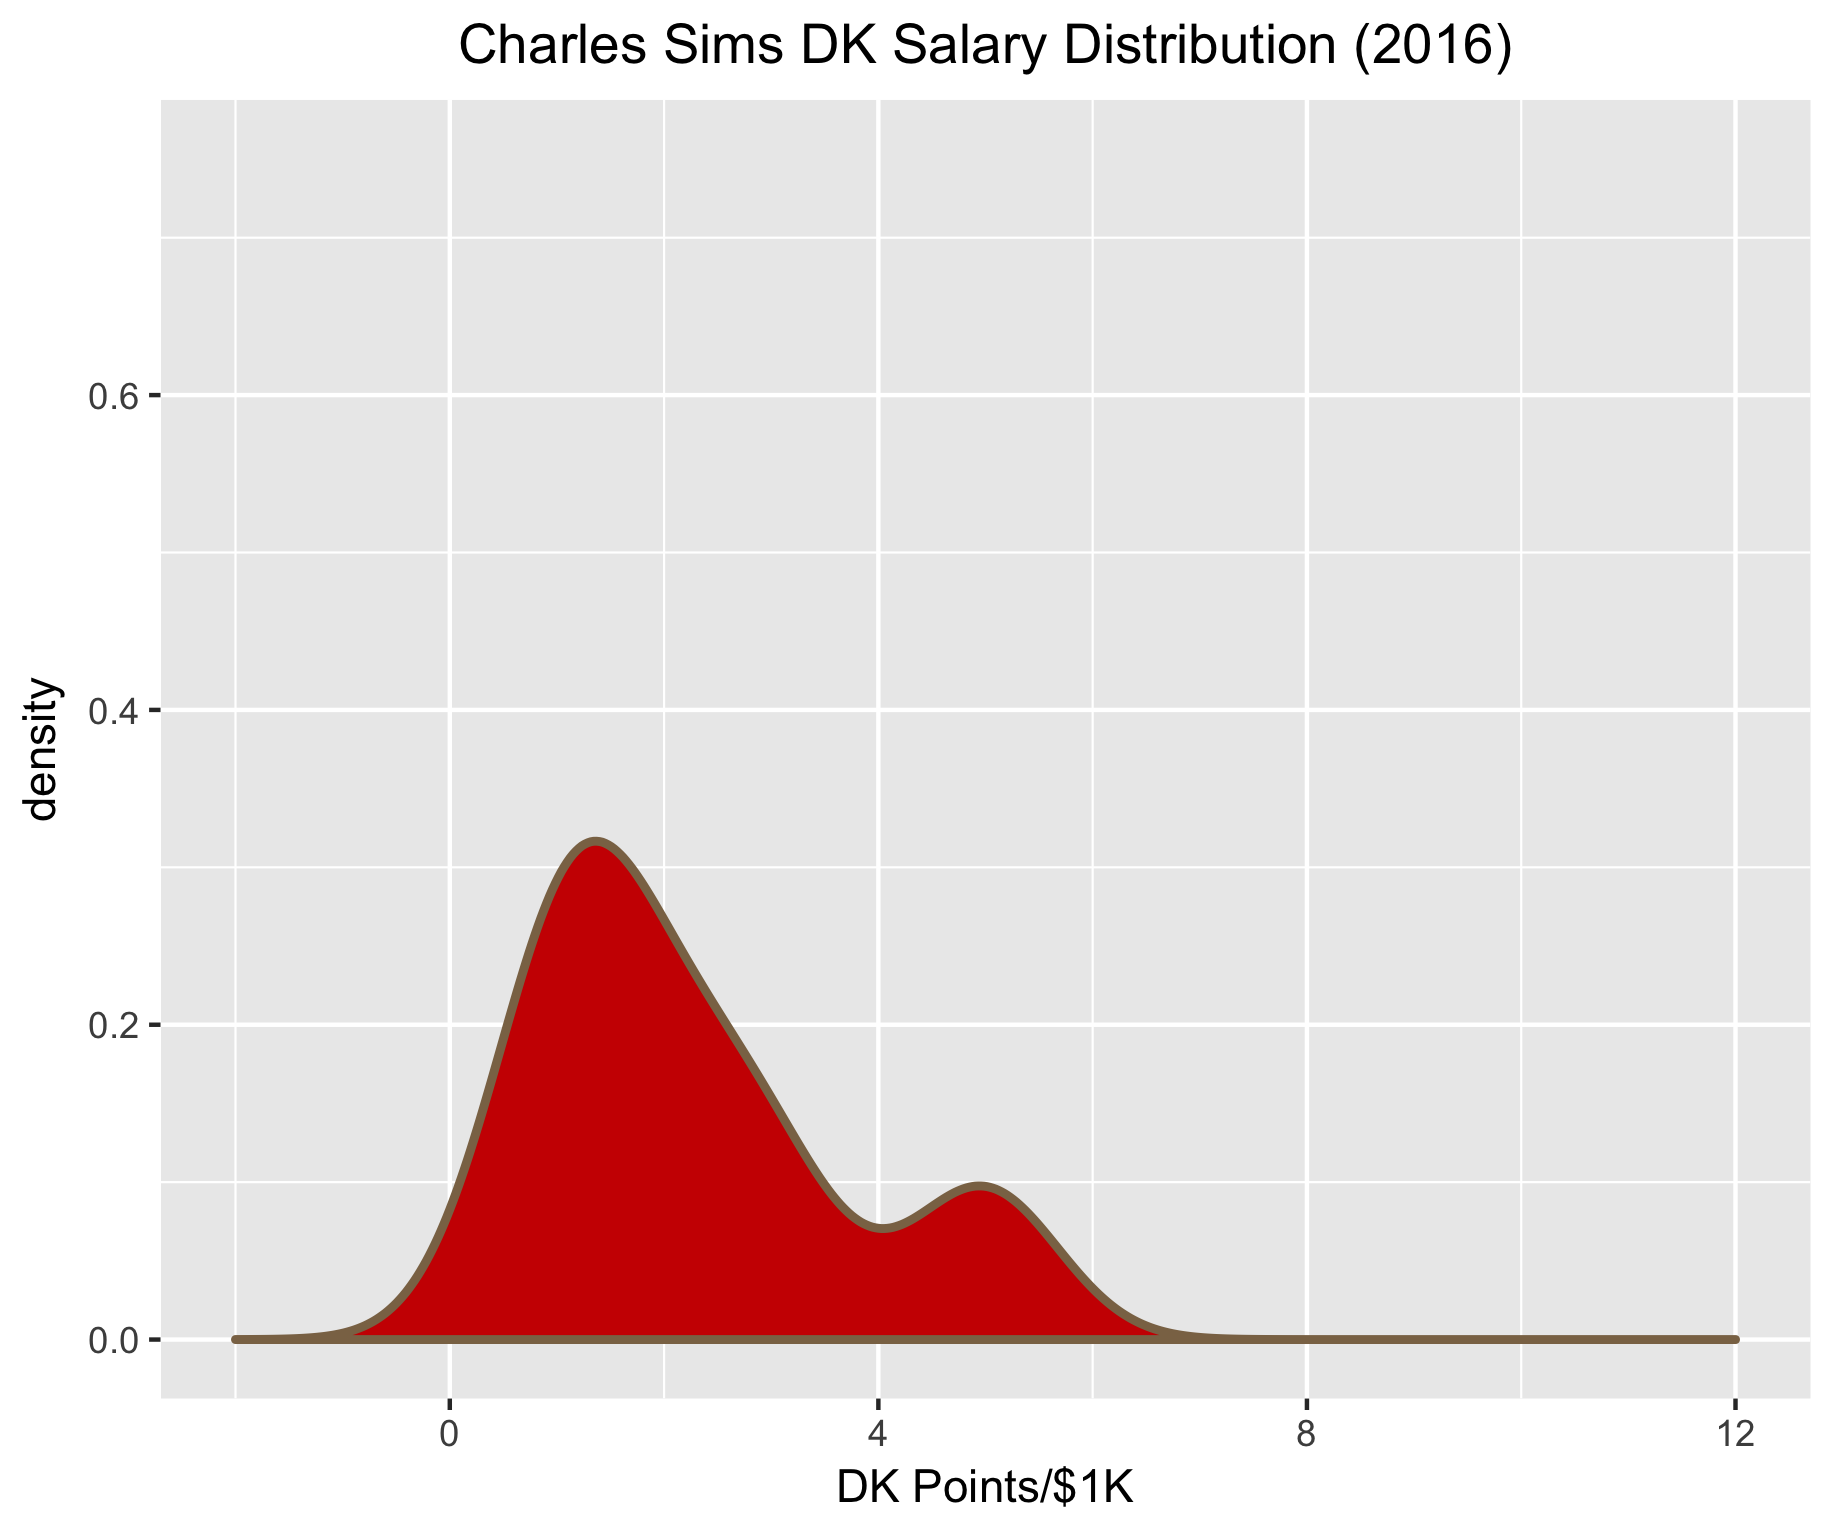 Charles Sims DK Salary Distribution (2016)
density
0.6
0.4
0.2
0.0
0 4 8 12
DK Points/$1K